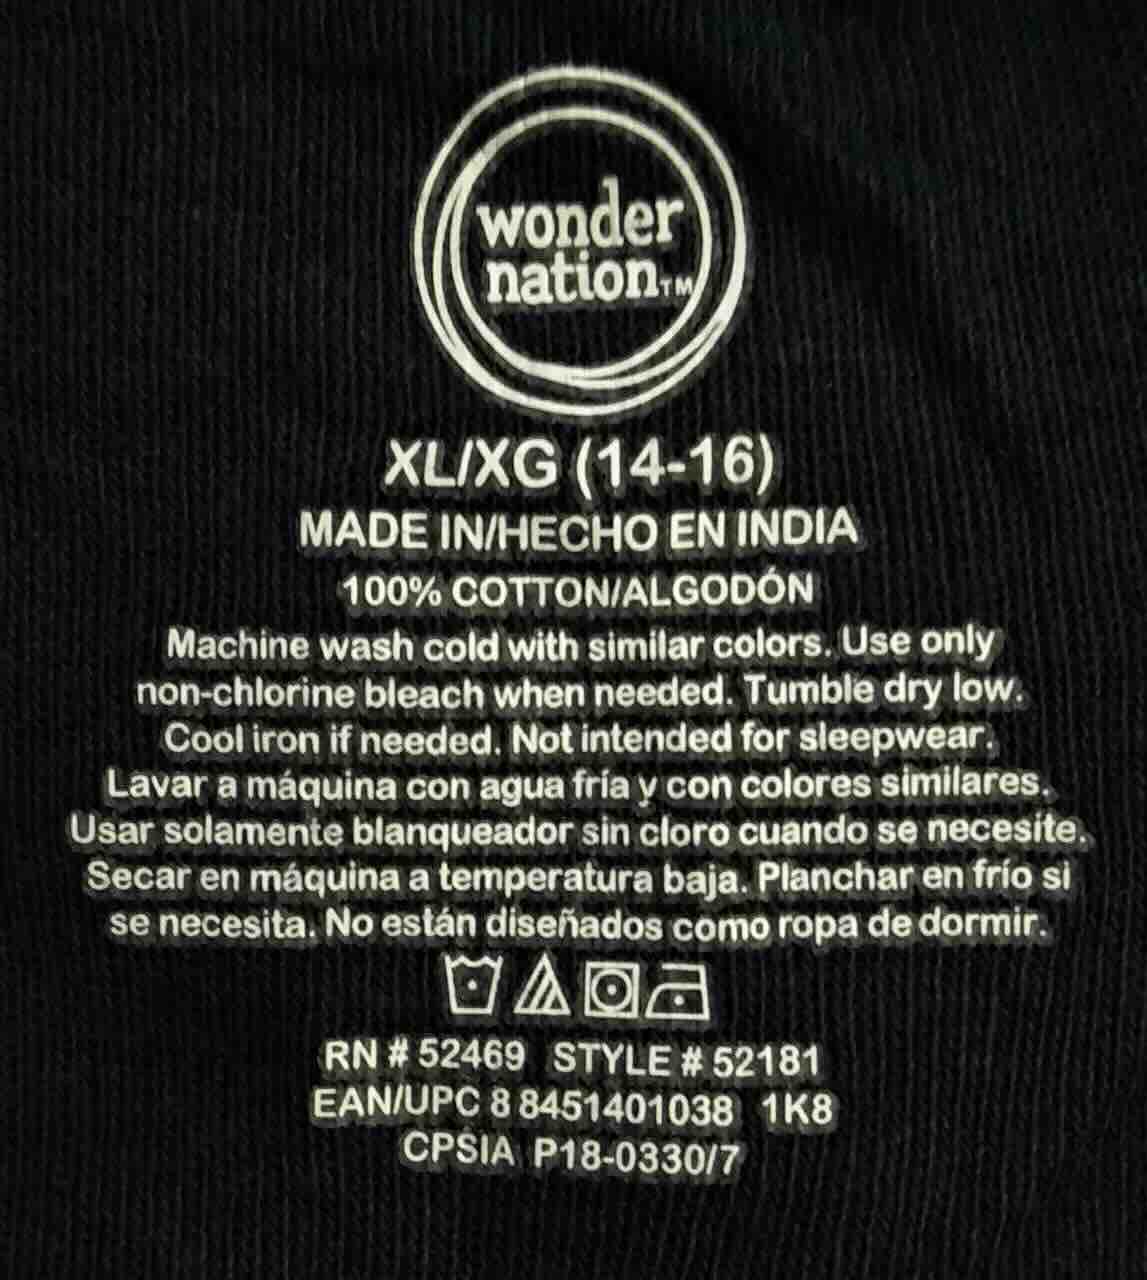 wonder
nation™
XL/XG (14-16)
MADE IN/HECHO EN INDIA
100% COTTON/ALGODÓN
Machine wash cold with similar colors. Use only
non-chlorine bleach when needed. Tumble dry low.
Cool iron if needed. Not intended for sleepwear.
Lavar a máquina con agua fría y con colores similares.
Usar solamente blanqueador sin cloro cuando se necesite.
Secar en máquina a temperatura baja. Planchar en frío si
se necesita. No están diseñados como ropa de dormir.
RN # 52469 STYLE # 52181
EAN/UPC 8 8451401038 1K8
CPSIA P18-0330/7